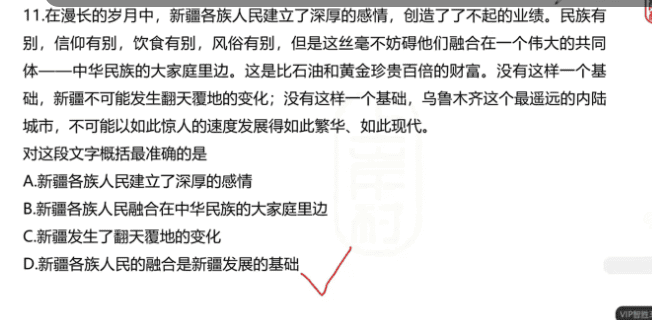 11.在漫长的岁月中，新疆各族人民建立了深厚的感情，创造了了不起的业绩。民族有
别，信仰有别，饮食有别，风俗有别，但是这丝毫不妨碍他们融合在一个伟大的共同
体——中华民族的大家庭里边。这是比石油和黄金珍贵百倍的财富。没有这样一个基
础，新疆不可能发生翻天覆地的变化；没有这样一个基础，乌鲁木齐这个最遥远的内陆
城市，不可能以如此惊人的速度发展得如此繁华、如此现代。
对这段文字概括最准确的是
A.新疆各族人民建立了深厚的感情
B.新疆各族人民融合在中华民族的大家庭里边
C.新疆发生了翻天覆地的变化
D.新疆各族人民的融合是新疆发展的基础